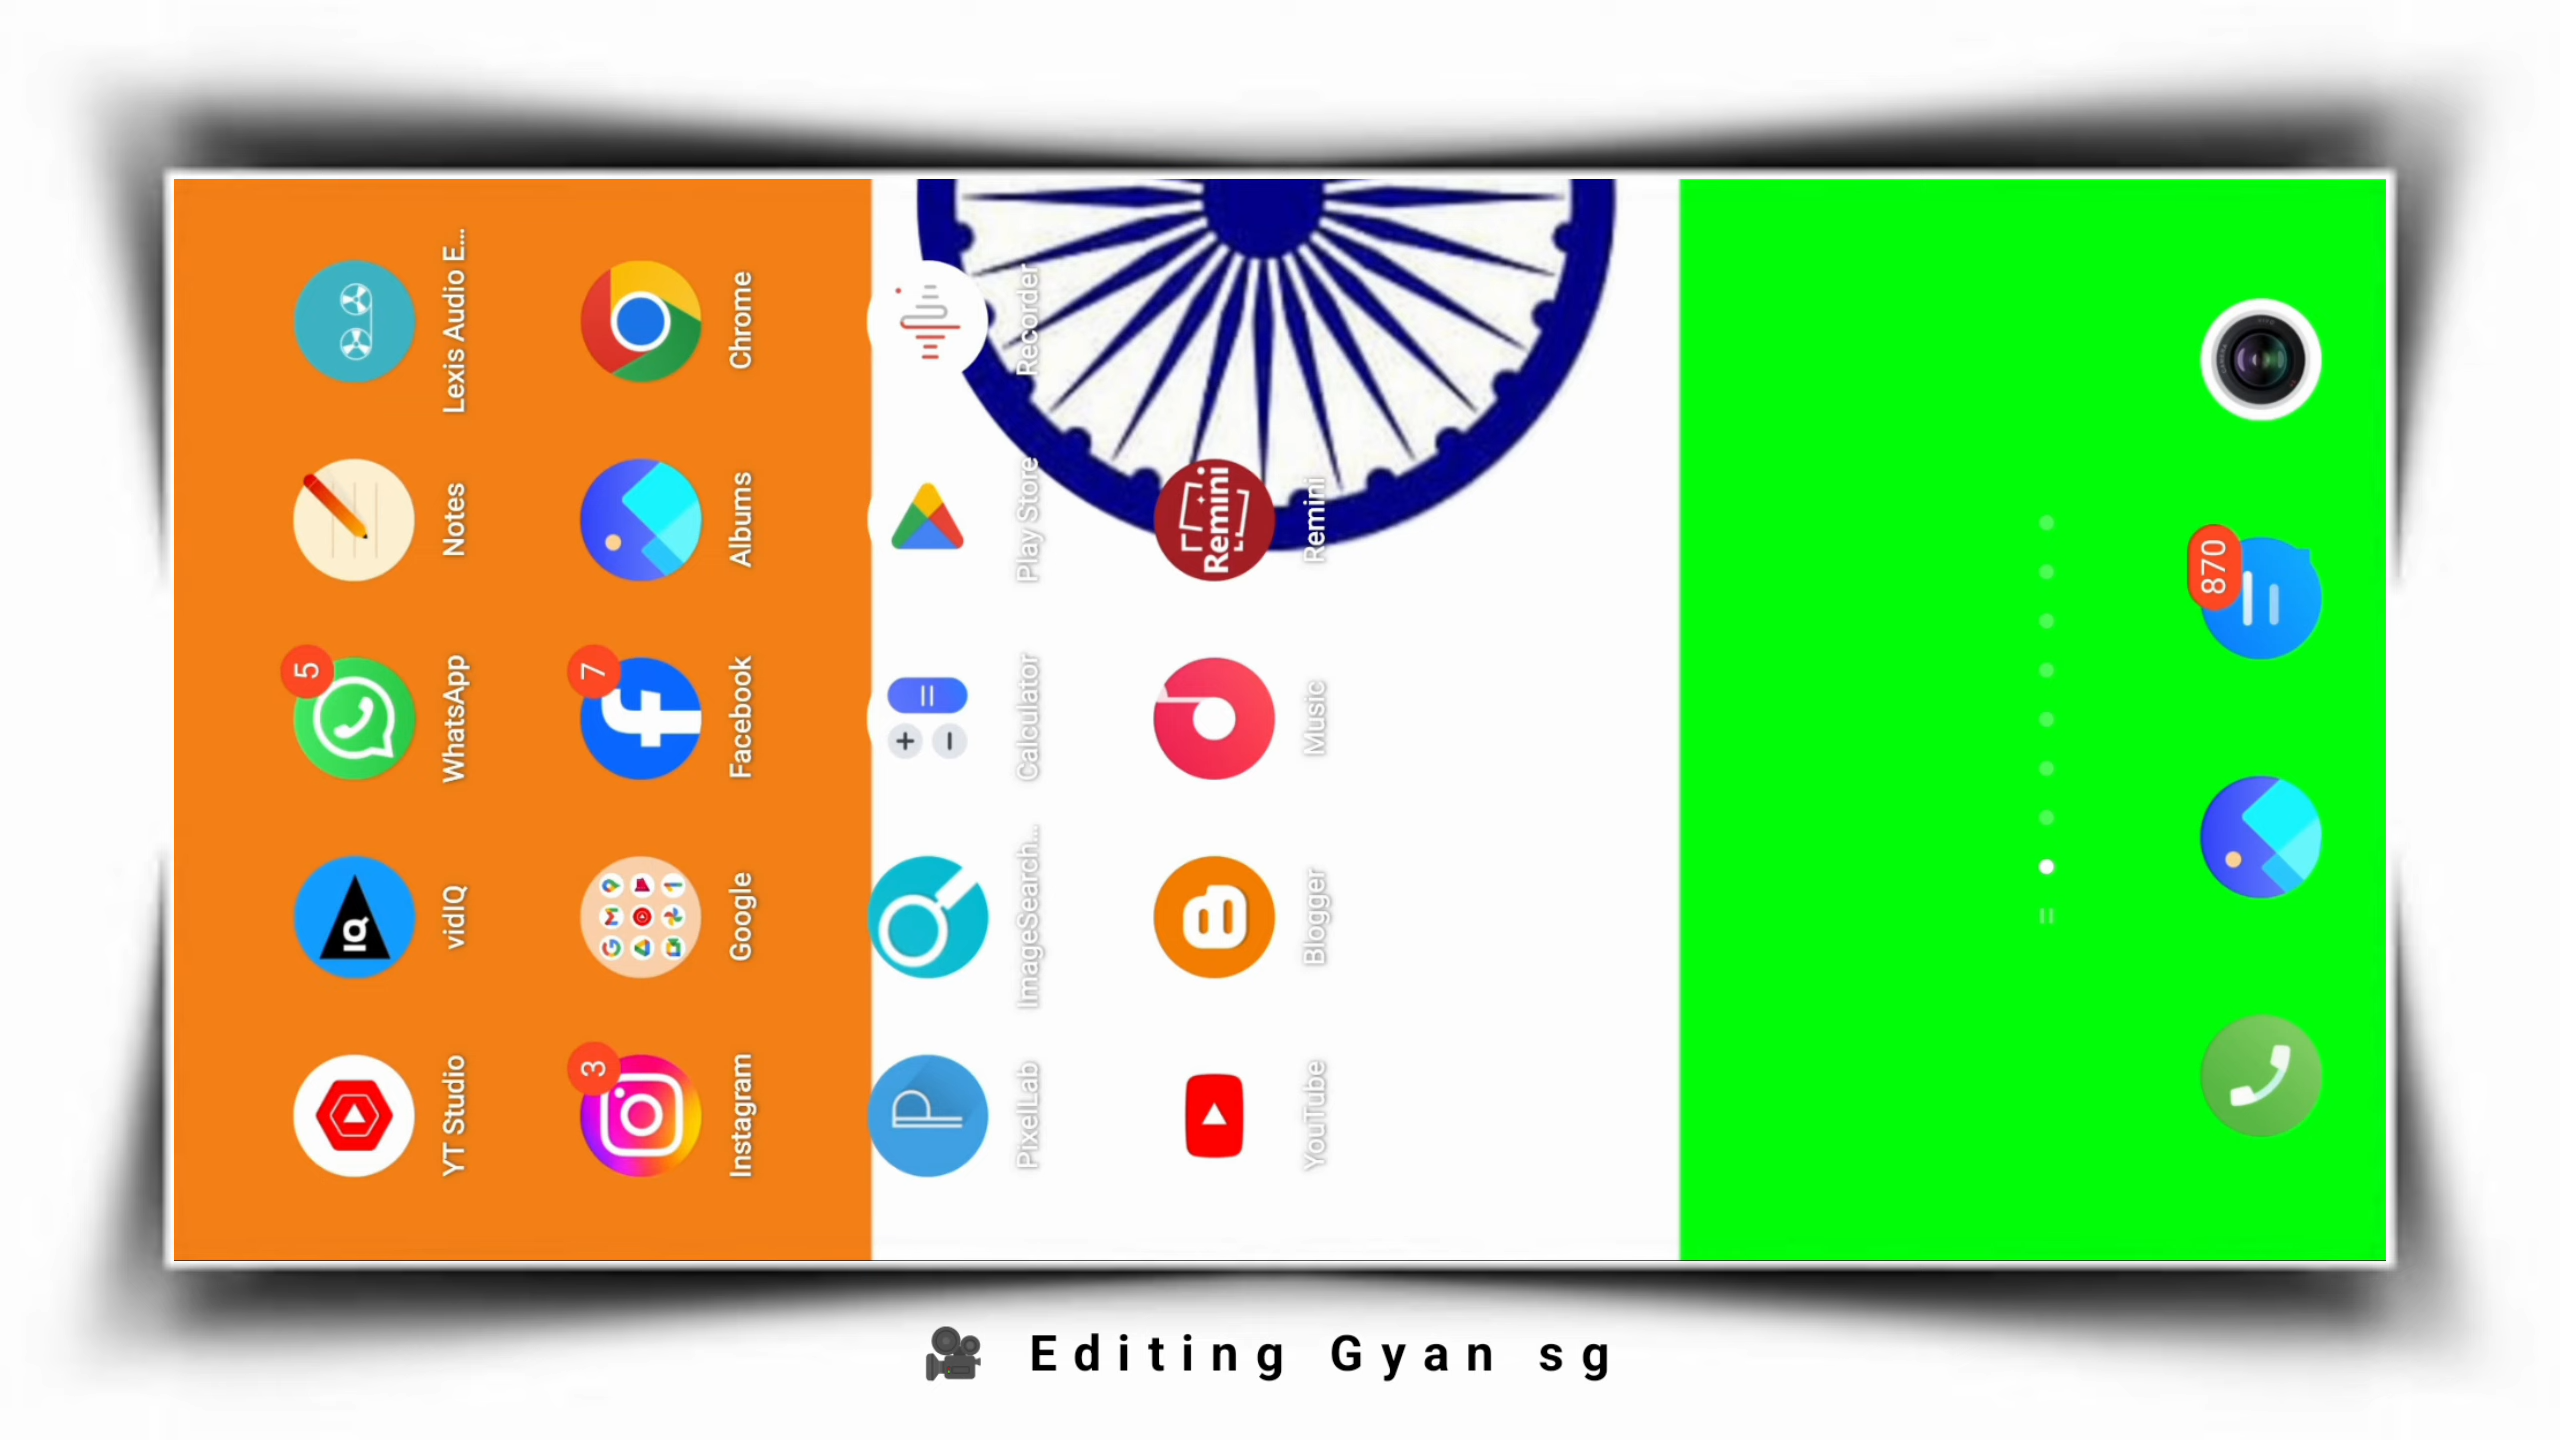 YT Studio
vidIQ
5
WhatsApp
Notes
Lexis Audio E...
3
Instagram
Google
7
Facebook
Albums
Chrome
PixelLab
ImageSearch...
Calculator
Play Store
Recorder
YouTube
Blogger
Music
Remini
Remini
IQ
870
Editing Gyan sg